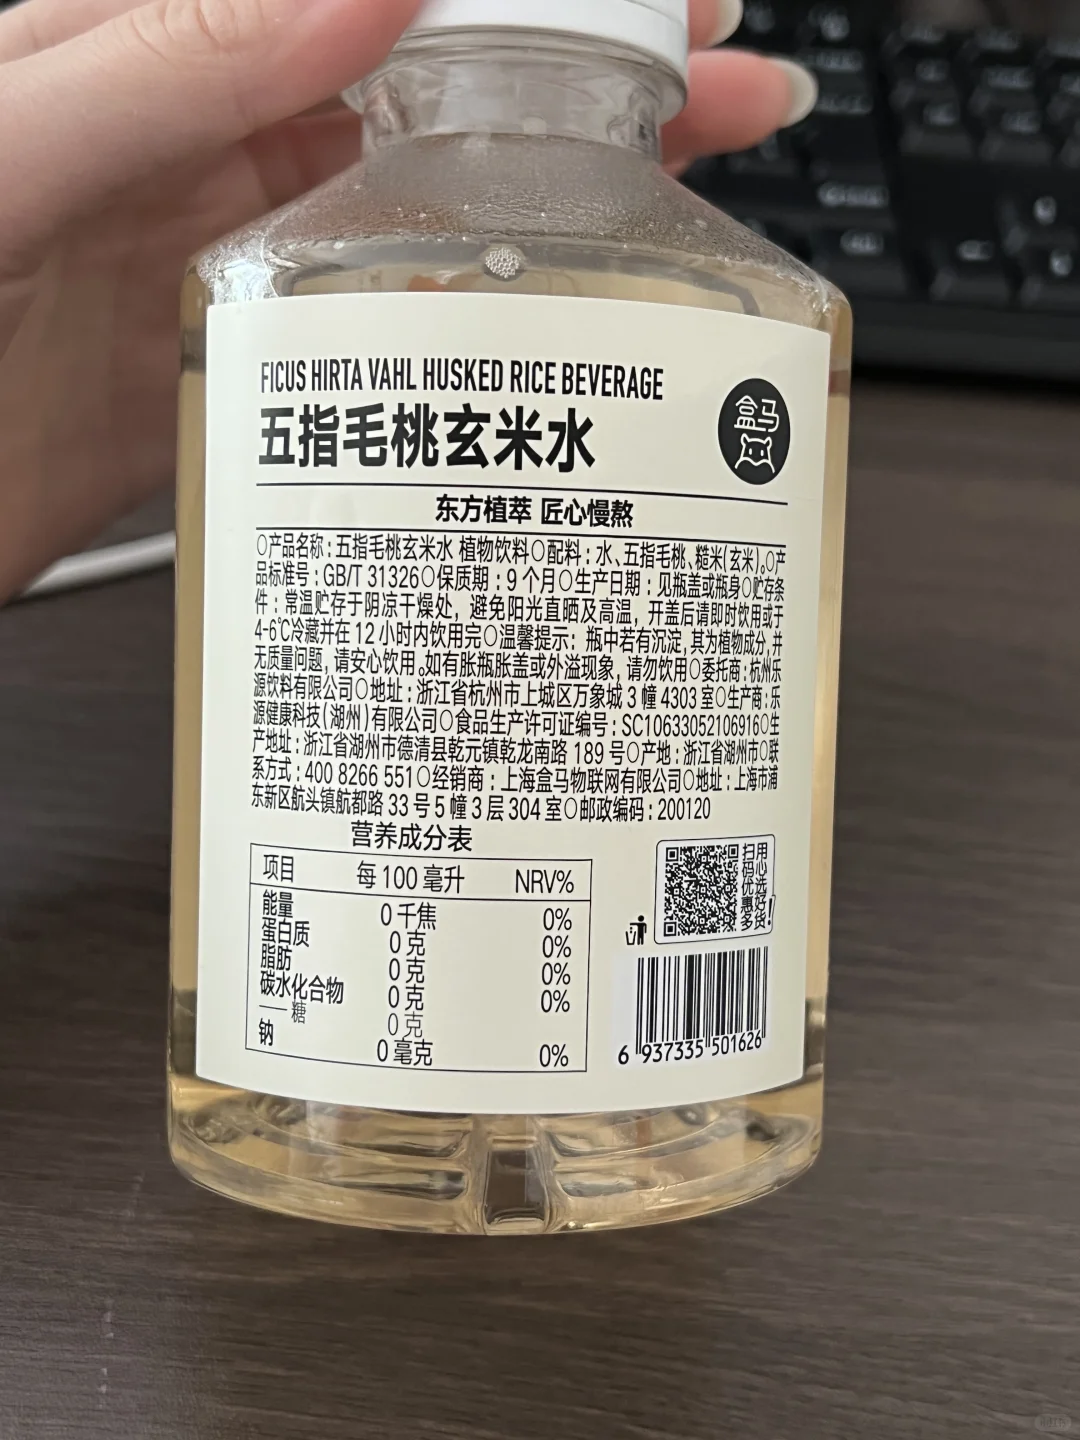 FICUS HIRTA VAHL HUSKED RICE BEVERAGE
五指毛桃玄米水
盒马
东方植萃 匠心慢熬
○产品名称：五指毛桃玄米水 植物饮料○配料：水、五指毛桃、糙米(玄米)。○产
品标准号：GB/T 31326○保质期：9 个月○生产日期：见瓶盖或瓶身○贮存条
件：常温贮存于阴凉干燥处，避免阳光直晒及高温，开盖后请即时饮用或于
4-6℃冷藏并在 12 小时内饮用完○温馨提示：瓶中若有沉淀，其为植物成分，并
无质量问题，请安心饮用。如有胀瓶胀盖或外溢现象，请勿饮用○委托商：杭州乐
源饮料有限公司○地址：浙江省杭州市上城区万象城 3 幢 4303 室○生产商：乐
源健康科技(湖州)有限公司○食品生产许可证编号：SC10633052106916○生
产地址：浙江省湖州市德清县乾元镇乾龙南路 189 号○产地：浙江省湖州市○联
系方式：400 8266 551○经销商：上海盒马物联网有限公司○地址：上海市浦
东新区航头镇航都路 33 号 5 幢 3 层 304 室○邮政编码：200120
营养成分表
项目 每 100 毫升 NRV%
能量 0 千焦 0%
蛋白质 0 克 0%
脂肪 0 克 0%
碳水化合物 0 克 0%
——糖 0 克
钠 0 毫克 0%
扫码优惠多
用心选好货！
6 937335 501626